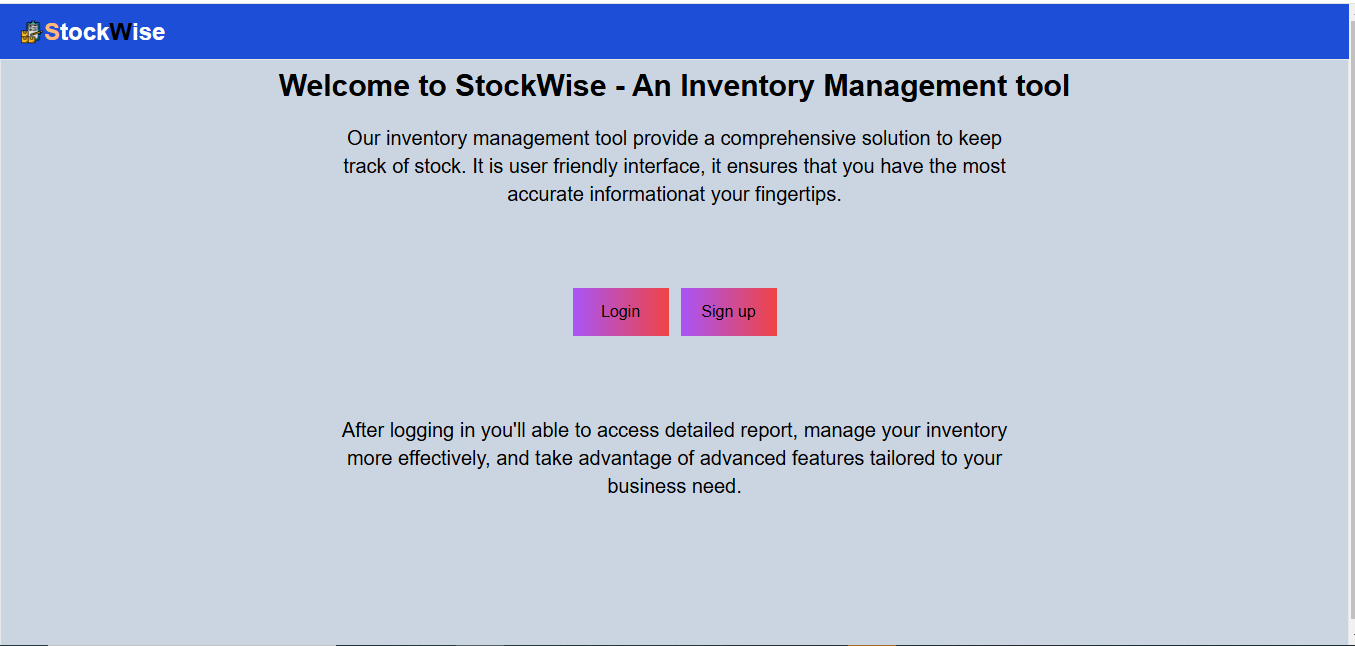 StockWise
Welcome to StockWise - An Inventory Management tool
Our inventory management tool provide a comprehensive solution to keep
track of stock. It is user friendly interface, it ensures that you have the most
accurate informationat your fingertips.
Login
Sign up
After logging in you'll able to access detailed report, manage your inventory
more effectively, and take advantage of advanced features tailored to your
business need.